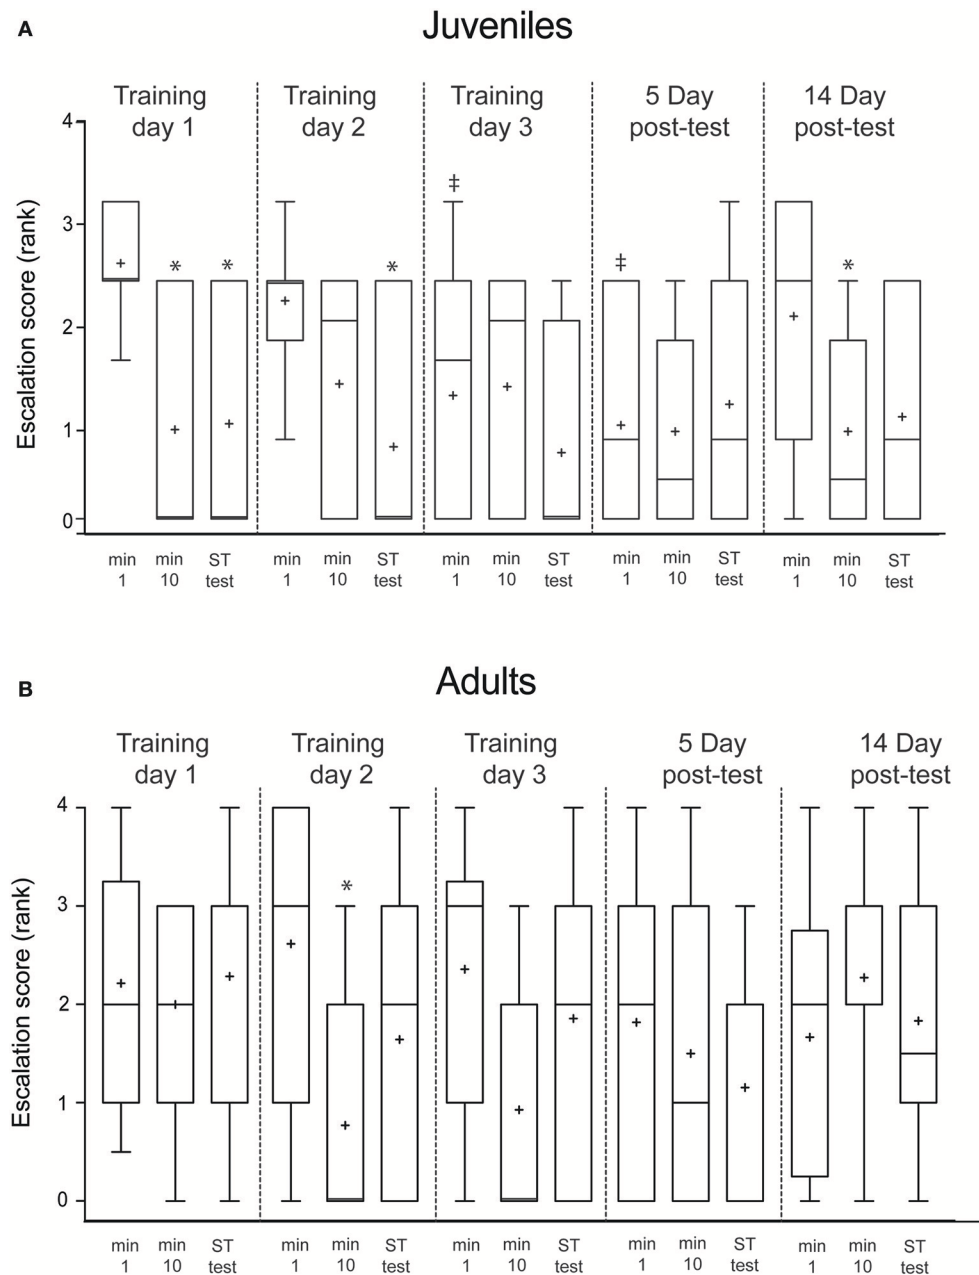 A
Juveniles
Training Training Training 5 Day 14 Day
day 1 day 2 day 3 post-test post-test
4
‡
3
‡
* * * *
2
1
0
Escalation score (rank)
min min ST min min ST min min ST min min ST min min ST
1 10 test 1 10 test 1 10 test 1 10 test 1 10 test
B
Adults
Training Training Training 5 Day 14 Day
day 1 day 2 day 3 post-test post-test
4
*
3
2
1
0
Escalation score (rank)
min min ST min min ST min min ST min min ST min min ST
1 10 test 1 10 test 1 10 test 1 10 test 1 10 test